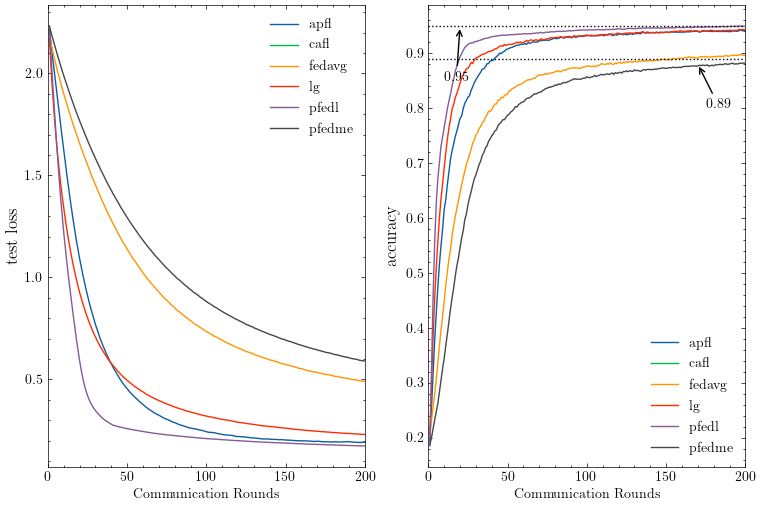 test loss
2.0
1.5
1.0
0.5
0
50
100
150
200
Communication Rounds
apfl
cafl
fedavg
lg
pfedl
pfedme
accuracy
0.9
0.8
0.7
0.6
0.5
0.4
0.3
0.2
0
50
100
150
200
Communication Rounds
0.95
0.89
apfl
cafl
fedavg
lg
pfedl
pfedme